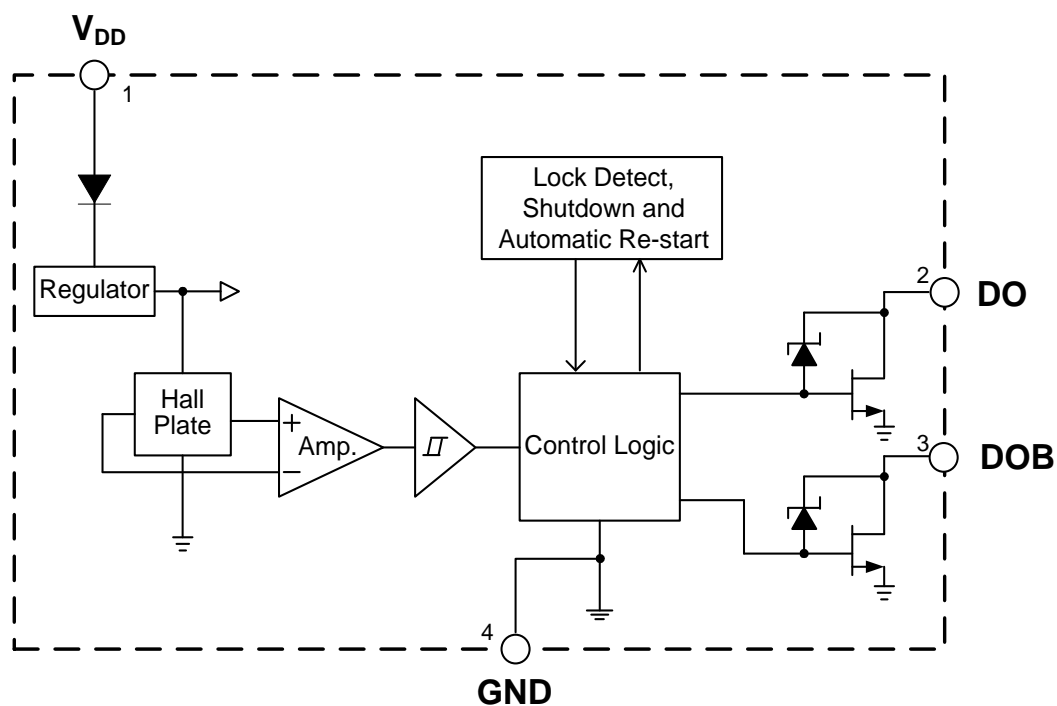 VDD
1
Lock Detect,
Shutdown and
Automatic Re-start
Regulator
2
DO
Hall
Plate
+
Amp.
−
Control Logic
3
DOB
4
GND